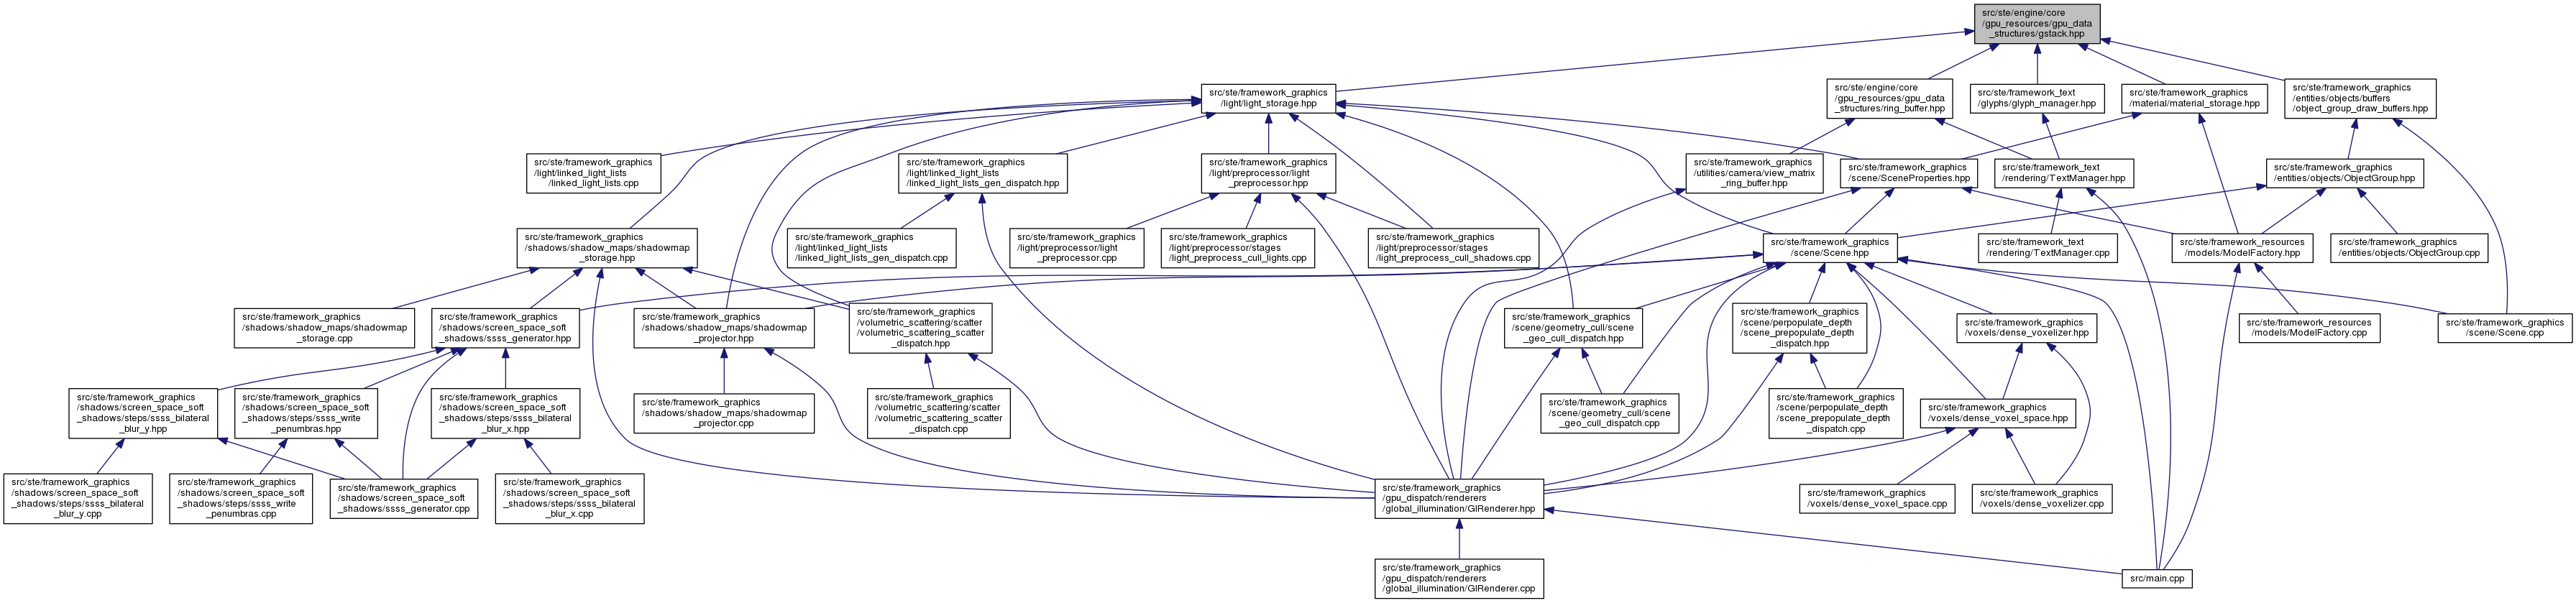 src/ste/engine/core
/gpu_resources/gpu_data
_structures/gstack.hpp
src/ste/framework_graphics
/light/light_storage.hpp
src/ste/engine/core
/gpu_resources/gpu_data
_structures/ring_buffer.hpp
src/ste/framework_text
/glyphs/glyph_manager.hpp
src/ste/framework_graphics
/material/material_storage.hpp
src/ste/framework_graphics
/entities/objects/buffers
/object_group_draw_buffers.hpp
src/ste/framework_graphics
/light/linked_light_lists
/linked_light_lists.cpp
src/ste/framework_graphics
/light/linked_light_lists
/linked_light_lists_gen_dispatch.hpp
src/ste/framework_graphics
/light/preprocessor/light
_preprocessor.hpp
src/ste/framework_graphics
/utilities/camera/view_matrix
_ring_buffer.hpp
src/ste/framework_graphics
/scene/SceneProperties.hpp
src/ste/framework_text
/rendering/TextManager.hpp
src/ste/framework_graphics
/entities/objects/ObjectGroup.hpp
src/ste/framework_graphics
/shadows/shadow_maps/shadowmap
_storage.hpp
src/ste/framework_graphics
/light/linked_light_lists
/linked_light_lists_gen_dispatch.cpp
src/ste/framework_graphics
/light/preprocessor/light
_preprocessor.cpp
src/ste/framework_graphics
/light/preprocessor/stages
/light_preprocess_cull_lights.cpp
src/ste/framework_graphics
/light/preprocessor/stages
/light_preprocess_cull_shadows.cpp
src/ste/framework_graphics
/scene/Scene.hpp
src/ste/framework_text
/rendering/TextManager.cpp
src/ste/framework_resources
/models/ModelFactory.hpp
src/ste/framework_graphics
/entities/objects/ObjectGroup.cpp
src/ste/framework_graphics
/shadows/shadow_maps/shadowmap
_storage.cpp
src/ste/framework_graphics
/shadows/screen_space_soft
_shadows/ssss_generator.hpp
src/ste/framework_graphics
/shadows/shadow_maps/shadowmap
_projector.hpp
src/ste/framework_graphics
/volumetric_scattering/scatter
/volumetric_scattering_scatter
_dispatch.hpp
src/ste/framework_graphics
/scene/geometry_cull/scene
_geo_cull_dispatch.hpp
src/ste/framework_graphics
/scene/perpopulate_depth
/scene_prepopulate_depth
_dispatch.hpp
src/ste/framework_graphics
/voxels/dense_voxelizer.hpp
src/ste/framework_resources
/models/ModelFactory.cpp
src/ste/framework_graphics
/scene/Scene.cpp
src/ste/framework_graphics
/shadows/screen_space_soft
_shadows/steps/ssss_bilateral
_blur_y.hpp
src/ste/framework_graphics
/shadows/screen_space_soft
_shadows/steps/ssss_write
_penumbras.hpp
src/ste/framework_graphics
/shadows/screen_space_soft
_shadows/steps/ssss_bilateral
_blur_x.hpp
src/ste/framework_graphics
/shadows/shadow_maps/shadowmap
_projector.cpp
src/ste/framework_graphics
/volumetric_scattering/scatter
/volumetric_scattering_scatter
_dispatch.cpp
src/ste/framework_graphics
/scene/geometry_cull/scene
_geo_cull_dispatch.cpp
src/ste/framework_graphics
/scene/perpopulate_depth
/scene_prepopulate_depth
_dispatch.cpp
src/ste/framework_graphics
/voxels/dense_voxel_space.hpp
src/ste/framework_graphics
/shadows/screen_space_soft
_shadows/steps/ssss_bilateral
_blur_y.cpp
src/ste/framework_graphics
/shadows/screen_space_soft
_shadows/steps/ssss_write
_penumbras.cpp
src/ste/framework_graphics
/shadows/screen_space_soft
_shadows/ssss_generator.cpp
src/ste/framework_graphics
/shadows/screen_space_soft
_shadows/steps/ssss_bilateral
_blur_x.cpp
src/ste/framework_graphics
/gpu_dispatch/renderers
/global_illumination/GIRenderer.hpp
src/ste/framework_graphics
/voxels/dense_voxel_space.cpp
src/ste/framework_graphics
/voxels/dense_voxelizer.cpp
src/ste/framework_graphics
/gpu_dispatch/renderers
/global_illumination/GIRenderer.cpp
src/main.cpp